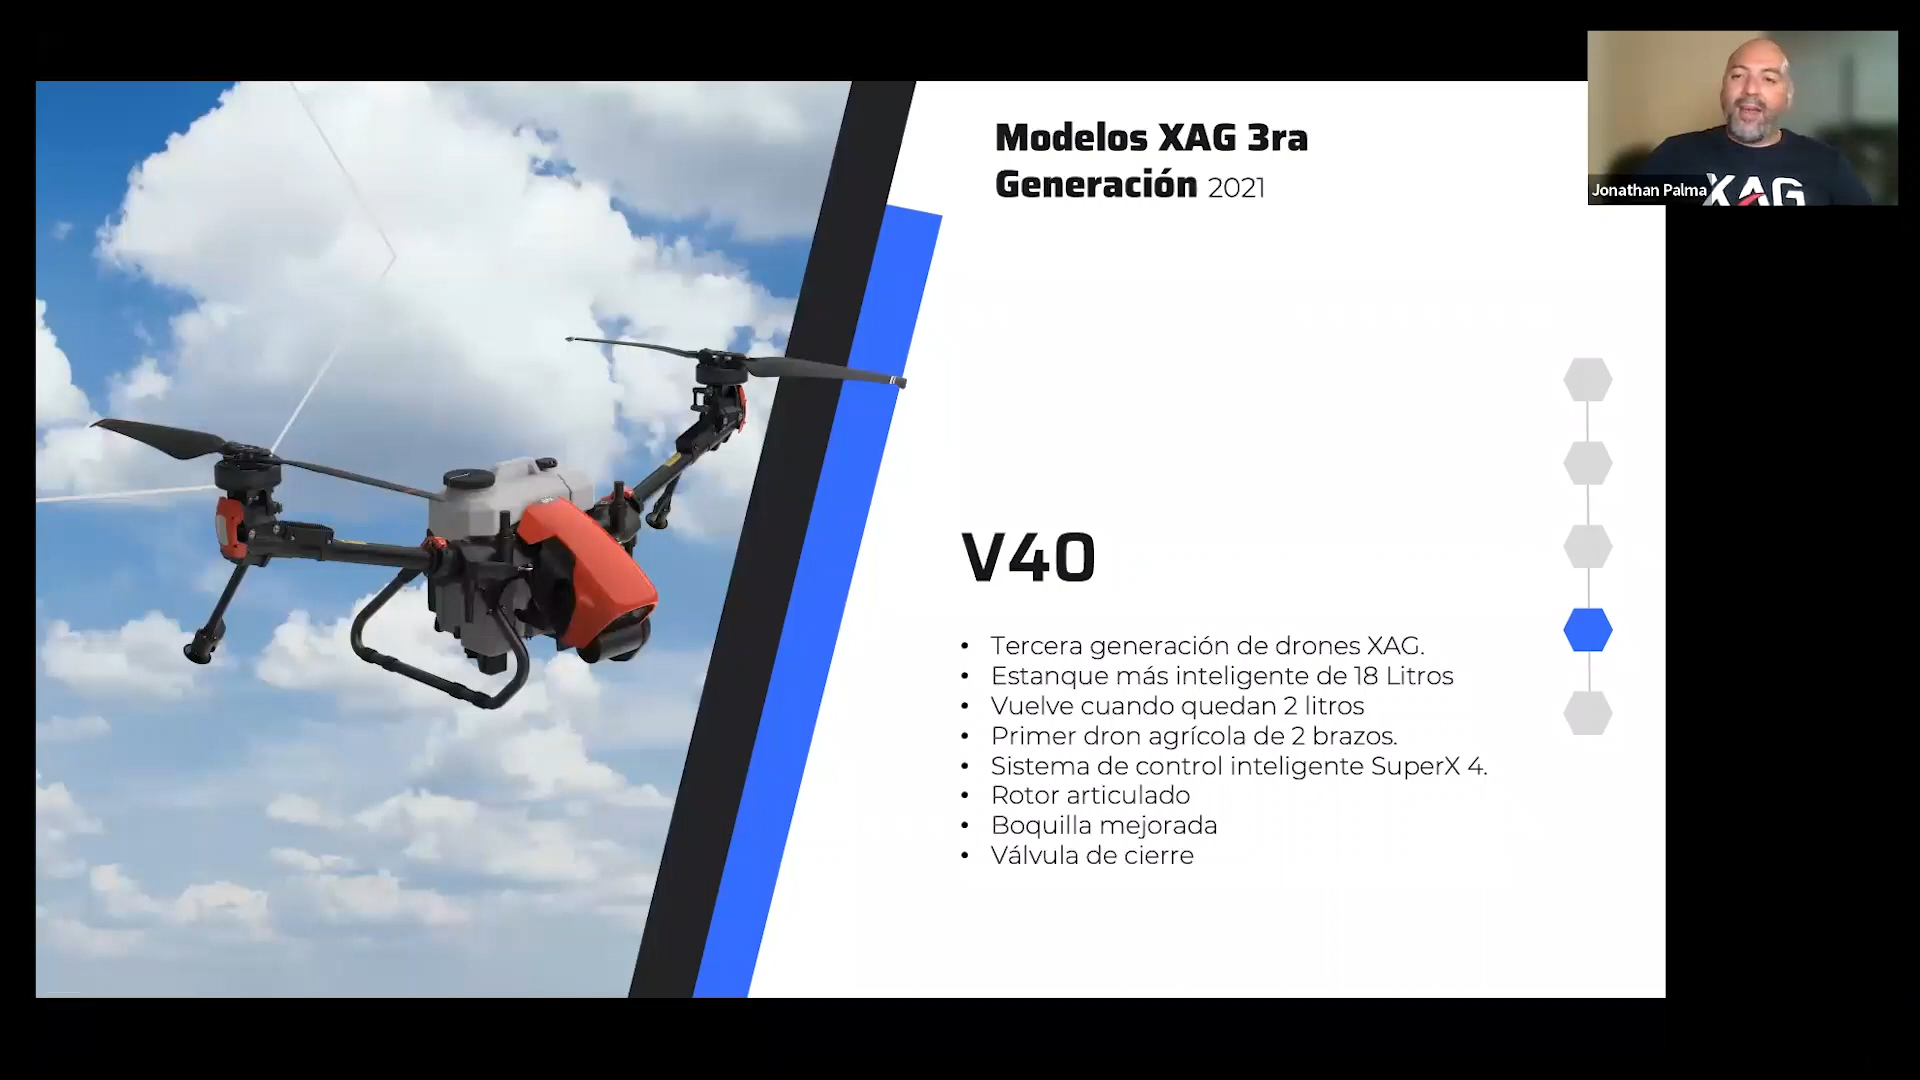 Modelos XAG 3ra
Generación 2021
Jonathan Palma
XAG
V40
• Tercera generación de drones XAG.
• Estanque más inteligente de 18 Litros
• Vuelve cuando quedan 2 litros
• Primer dron agrícola de 2 brazos.
• Sistema de control inteligente SuperX 4.
• Rotor articulado
• Boquilla mejorada
• Válvula de cierre